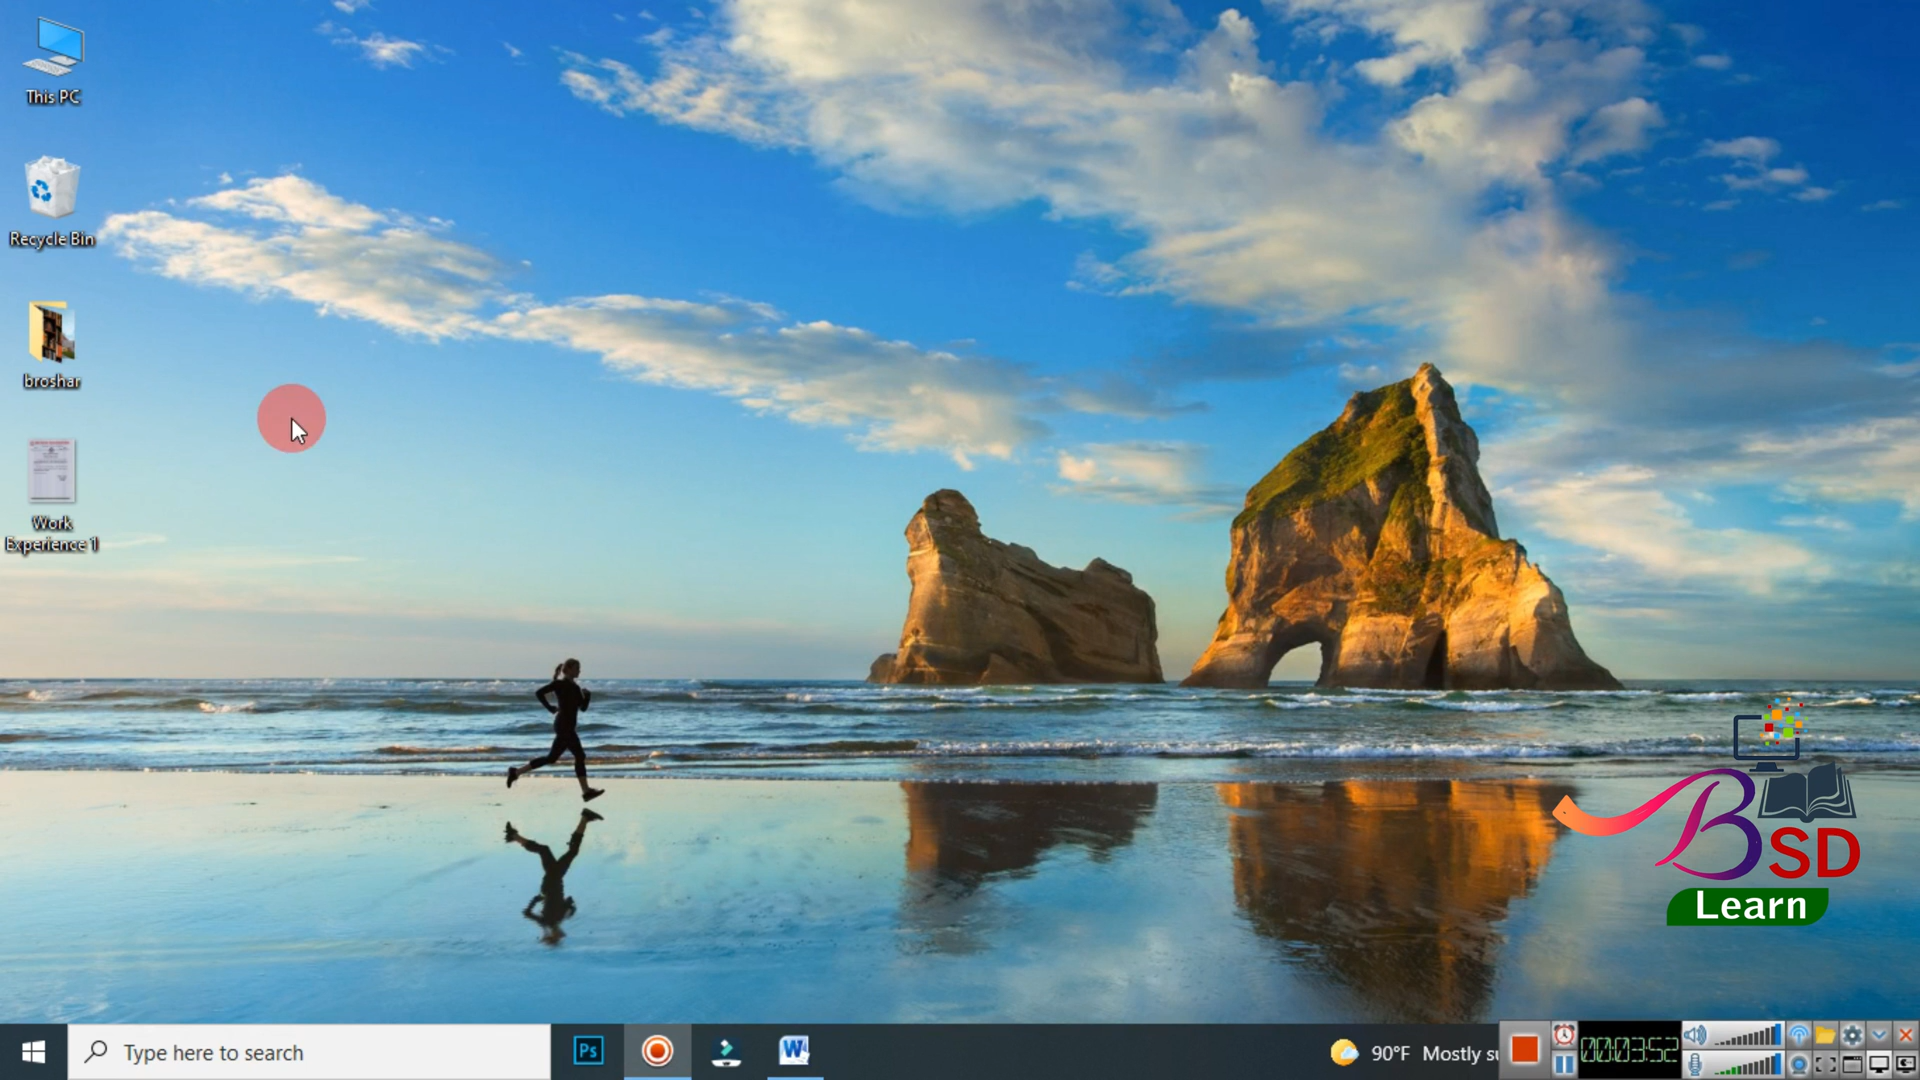 This PC
Recycle Bin
broshar
Work
Experience 1
BSD
Learn
Type here to search
Ps
W
90°F Mostly su
00:03:52